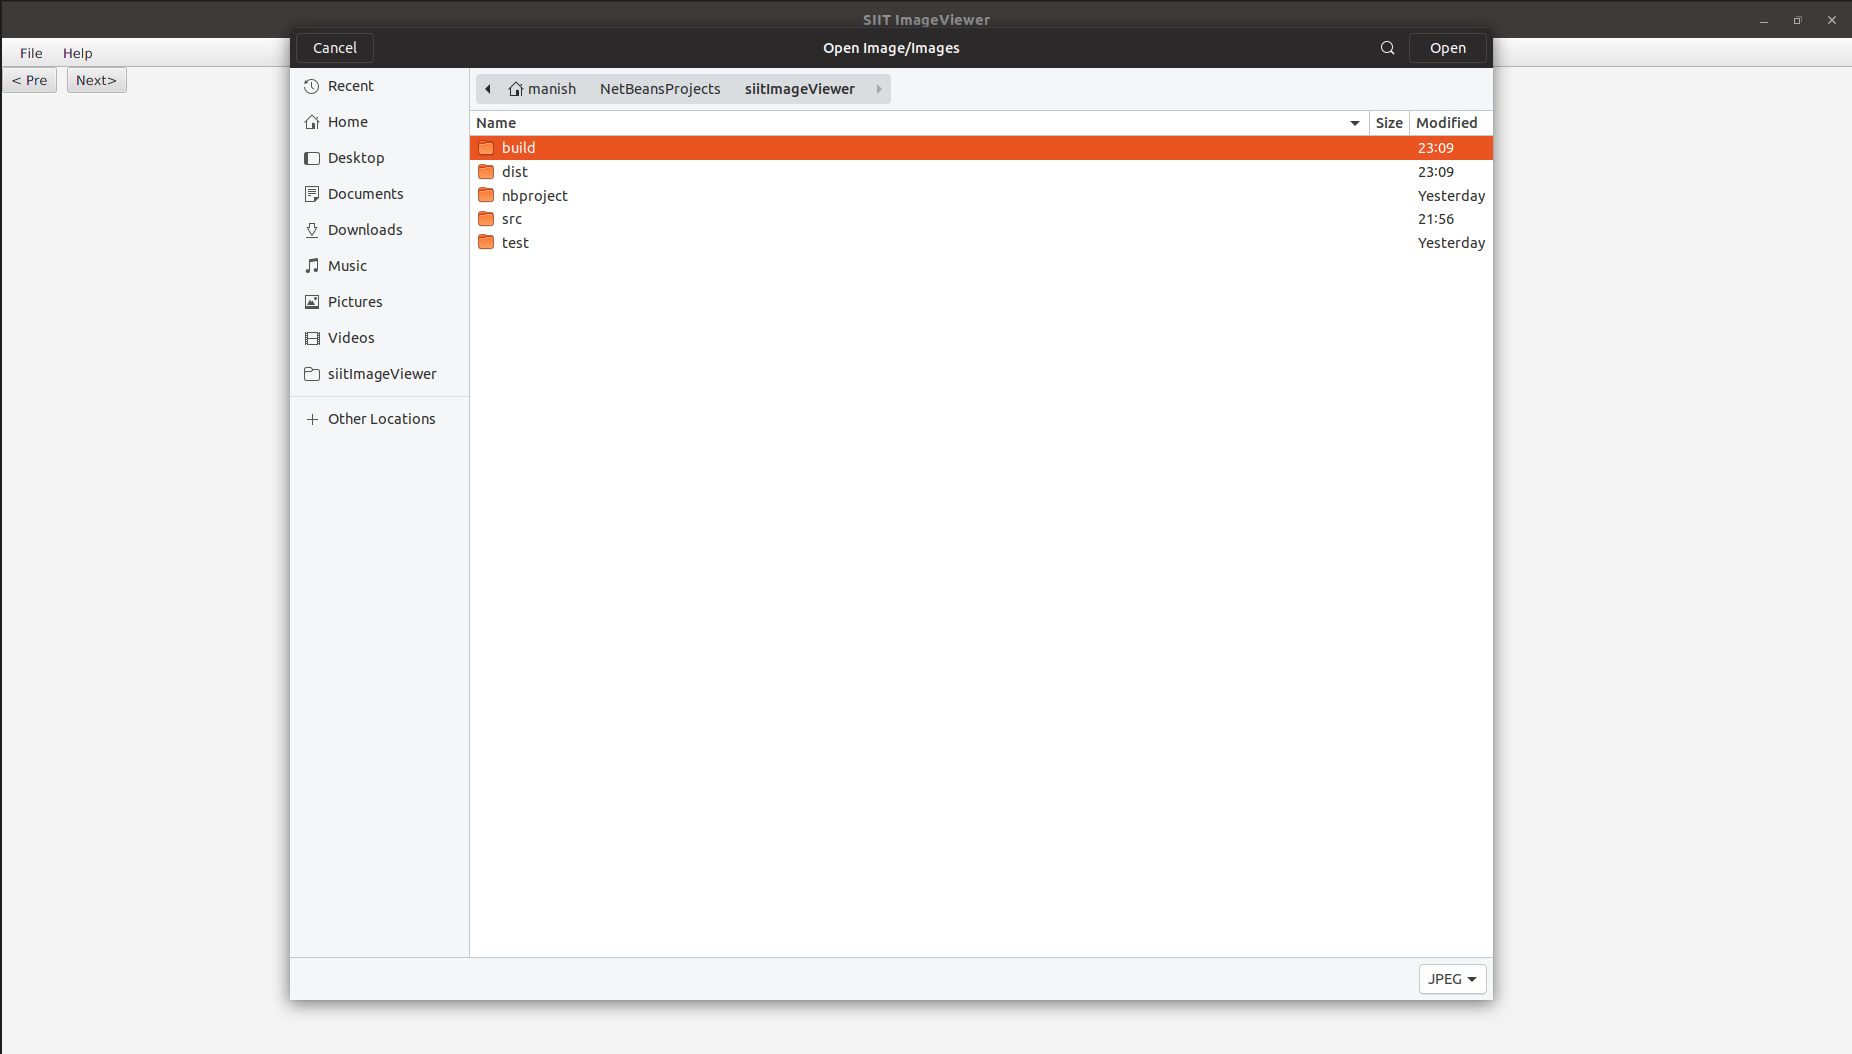 SIIT ImageViewer
Cancel Open Image/Images Open
File Help
< Pre Next>
manish NetBeansProjects siitImageViewer
Recent
Home
Desktop
Documents
Downloads
Music
Pictures
Videos
siitImageViewer
Other Locations
Name Size Modified
build 23:09
dist 23:09
nbproject Yesterday
src 21:56
test Yesterday
JPEG